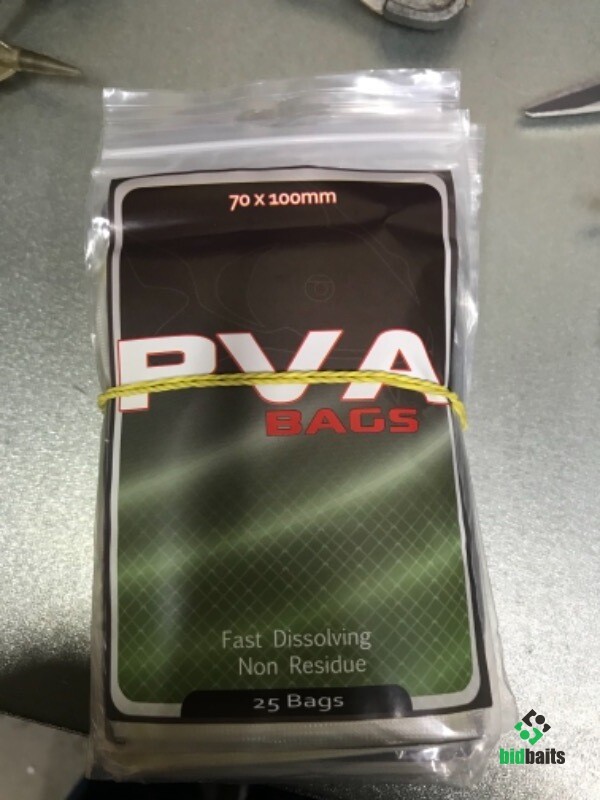 70 x 100mm
PVA
BAGS
Fast Dissolving
Non Residue
25 Bags
bidbaits